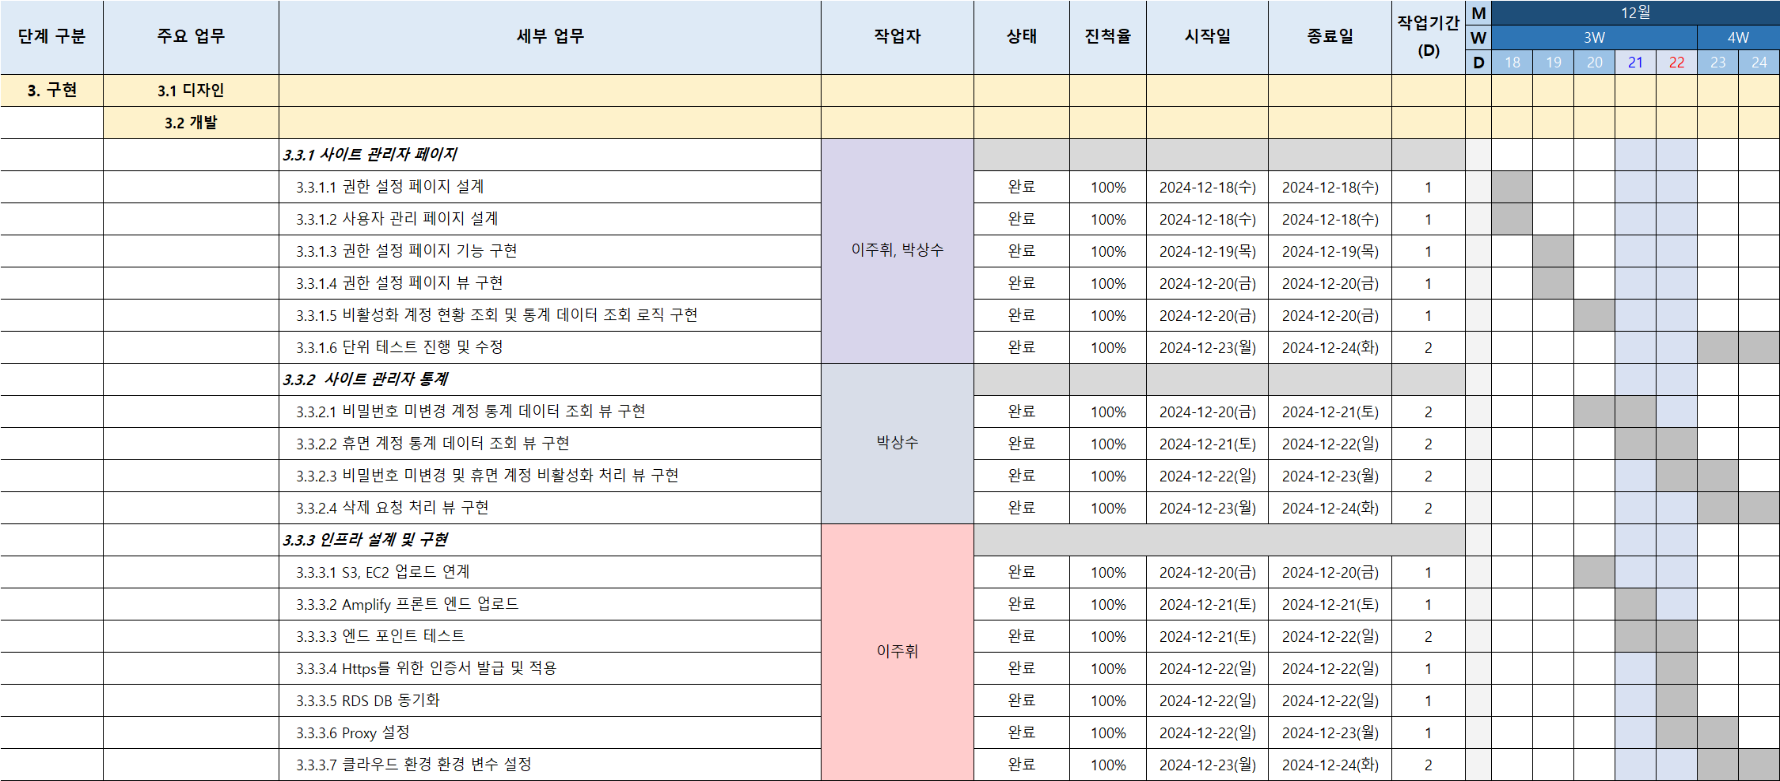 단계 구분 주요 업무 세부 업무 작업자 상태 진척율 시작일 종료일 작업기간 (D) M 12월
W 3W 4W
D 18 19 20 21 22 23 24
3. 구현 3.1 디자인
3.2 개발
3.3.1 사이트 관리자 페이지
3.3.1.1 권한 설정 페이지 설계 완료 100% 2024-12-18(수) 2024-12-18(수) 1
3.3.1.2 사용자 관리 페이지 설계 완료 100% 2024-12-18(수) 2024-12-18(수) 1
3.3.1.3 권한 설정 페이지 기능 구현 이주휘, 박상수 완료 100% 2024-12-19(목) 2024-12-19(목) 1
3.3.1.4 권한 설정 페이지 뷰 구현 완료 100% 2024-12-20(금) 2024-12-20(금) 1
3.3.1.5 비활성화 계정 현황 조회 및 통계 데이터 조회 로직 구현 완료 100% 2024-12-20(금) 2024-12-20(금) 1
3.3.1.6 단위 테스트 진행 및 수정 완료 100% 2024-12-23(월) 2024-12-24(화) 2
3.3.2 사이트 관리자 통계
3.3.2.1 비밀번호 미변경 계정 통계 데이터 조회 뷰 구현 완료 100% 2024-12-20(금) 2024-12-21(토) 2
3.3.2.2 휴면 계정 통계 데이터 조회 뷰 구현 박상수 완료 100% 2024-12-21(토) 2024-12-22(일) 2
3.3.2.3 비밀번호 미변경 및 휴면 계정 비활성화 처리 뷰 구현 완료 100% 2024-12-22(일) 2024-12-23(월) 2
3.3.2.4 삭제 요청 처리 뷰 구현 완료 100% 2024-12-23(월) 2024-12-24(화) 2
3.3.3 인프라 설계 및 구현
3.3.3.1 S3, EC2 업로드 연계 완료 100% 2024-12-20(금) 2024-12-20(금) 1
3.3.3.2 Amplify 프론트 엔드 업로드 완료 100% 2024-12-21(토) 2024-12-21(토) 1
3.3.3.3 엔드 포인트 테스트 완료 100% 2024-12-21(토) 2024-12-22(일) 2
이주휘
3.3.3.4 Https를 위한 인증서 발급 및 적용 완료 100% 2024-12-22(일) 2024-12-22(일) 1
3.3.3.5 RDS DB 동기화 완료 100% 2024-12-22(일) 2024-12-22(일) 1
3.3.3.6 Proxy 설정 완료 100% 2024-12-22(일) 2024-12-23(월) 1
3.3.3.7 클라우드 환경 환경 변수 설정 완료 100% 2024-12-23(월) 2024-12-24(화) 2